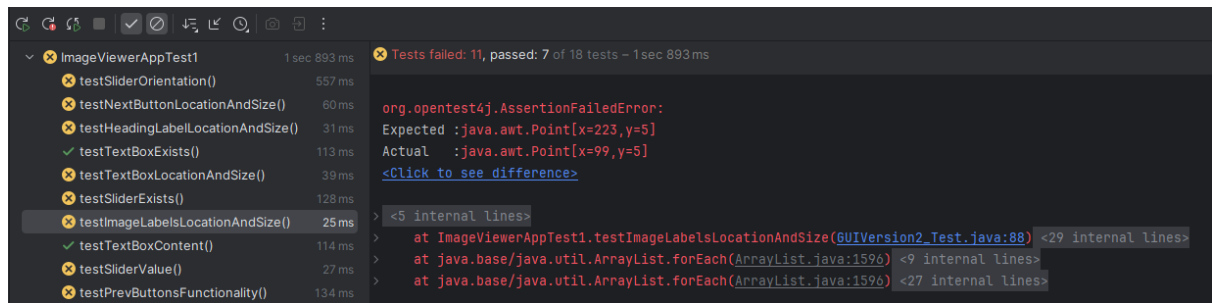 ImageViewerAppTest1 1 sec 893 ms
testSliderOrientation() 557 ms
testNextButtonLocationAndSize() 60 ms
testHeadingLabelLocationAndSize() 31 ms
testTextBoxExists() 113 ms
testTextBoxLocationAndSize() 39 ms
testSliderExists() 128 ms
testImageLabelsLocationAndSize() 25 ms
testTextBoxContent() 114 ms
testSliderValue() 27 ms
testPrevButtonsFunctionality() 134 ms
Tests failed: 11, passed: 7 of 18 tests – 1 sec 893 ms
org.opentest4j.AssertionFailedError:
Expected :java.awt.Point[x=223,y=5]
Actual :java.awt.Point[x=99,y=5]
<Click to see difference>
<5 internal lines>
at ImageViewerAppTest1.testImageLabelsLocationAndSize(GUIVersion2_Test.java:88) <29 internal lines>
at java.base/java.util.ArrayList.forEach(ArrayList.java:1596) <9 internal lines>
at java.base/java.util.ArrayList.forEach(ArrayList.java:1596) <27 internal lines>